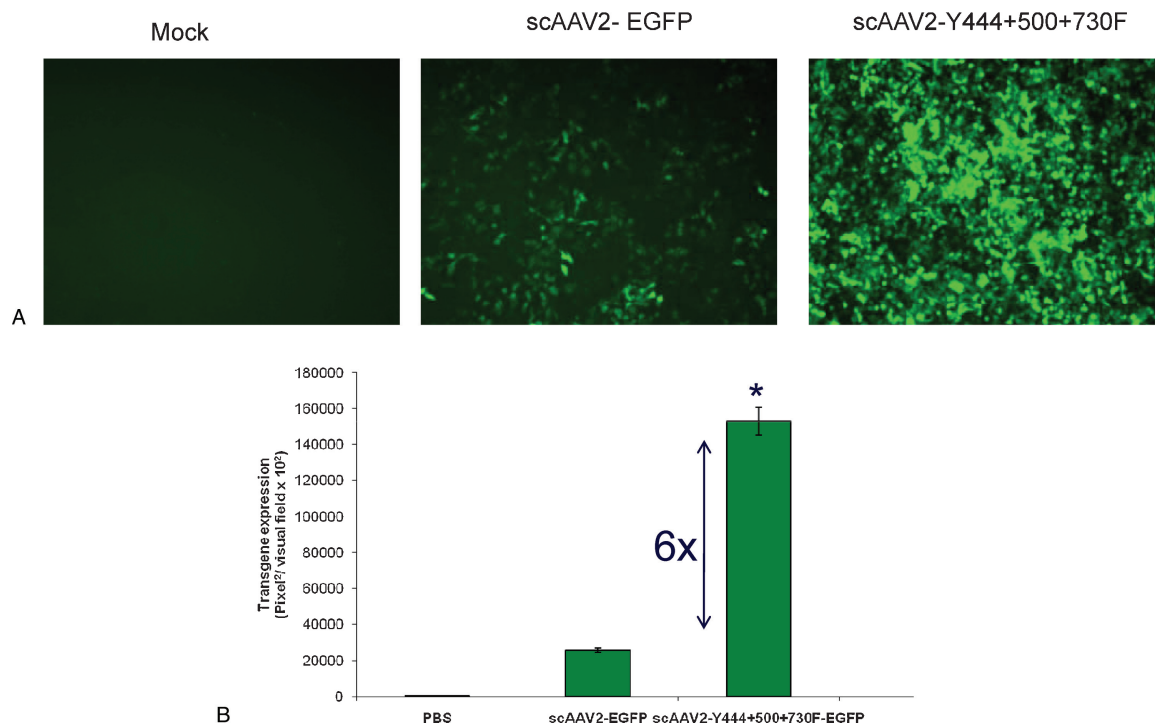 Mock
scAAV2- EGFP
scAAV2-Y444+500+730F
A
180000
160000
140000
120000
100000
80000
60000
40000
20000
0
Transgene expression
(Pixel²/ visual field x 10²)
*
6x
PBS
scAAV2-EGFP
scAAV2-Y444+500+730F-EGFP
B